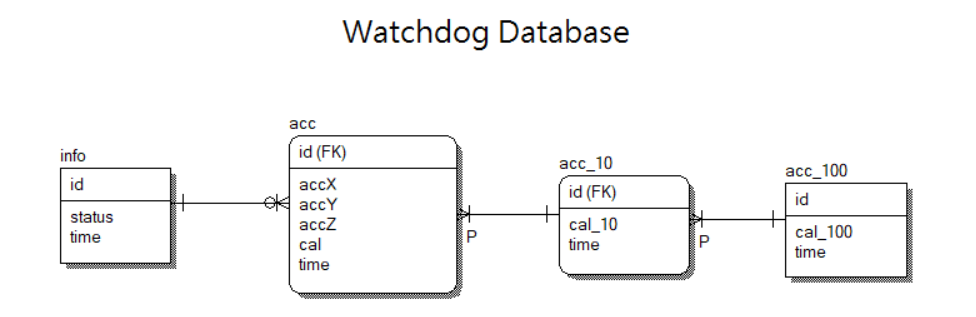 Watchdog Database
info
id
status
time
acc
id (FK)
accX
accY
accZ
cal
time
P
acc_10
id (FK)
cal_10
time
P
acc_100
id
cal_100
time